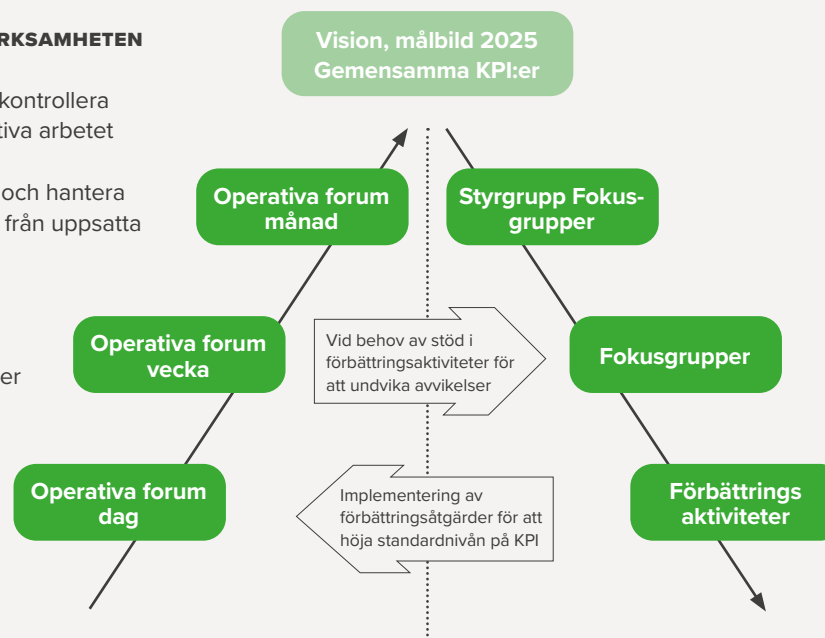 RKSAMHETEN
kontrollera
tiva arbetet
och hantera
från uppsatta
er
Vision, målbild 2025
Gemensamma KPI:er
Operativa forum
månad
Styrgrupp Fokus-
grupper
Operativa forum
vecka
Vid behov av stöd i
förbättringsaktiviteter för
att undvika avvikelser
Fokusgrupper
Operativa forum
dag
Implementering av
förbättringsåtgärder för att
höja standardnivån på KPI
Förbättrings
aktiviteter